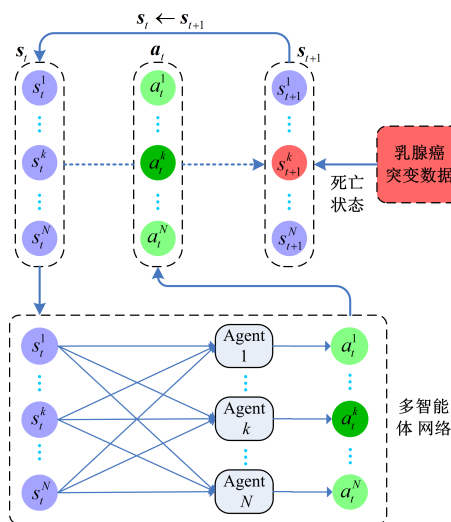 s_t ← s_{t+1}
s_t
a_t
s_{t+1}
s_t^1
a_t^1
s_{t+1}^1
s_t^k
a_t^k
s_{t+1}^k
乳腺癌
突变数据
死亡
状态
s_t^N
a_t^N
s_{t+1}^N
s_t^1
Agent
1
a_t^1
s_t^k
Agent
k
a_t^k
多智能
体 网络
s_t^N
Agent
N
a_t^N